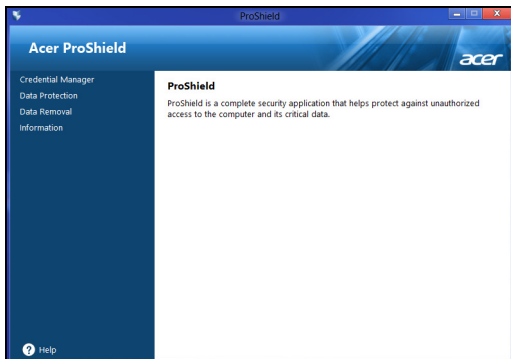 ProShield
Acer ProShield
acer
Credential Manager
Data Protection
Data Removal
Information
ProShield
ProShield is a complete security application that helps protect against unauthorized
access to the computer and its critical data.
? Help